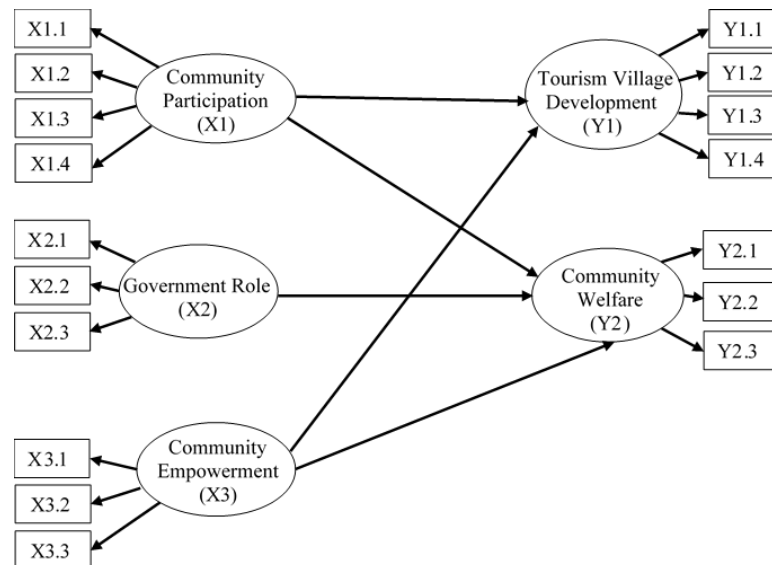 X1.1
X1.2
X1.3
X1.4
Community
Participation
(X1)
Tourism Village
Development
(Y1)
Y1.1
Y1.2
Y1.3
Y1.4
X2.1
X2.2
X2.3
Government Role
(X2)
Community
Welfare
(Y2)
Y2.1
Y2.2
Y2.3
X3.1
X3.2
X3.3
Community
Empowerment
(X3)